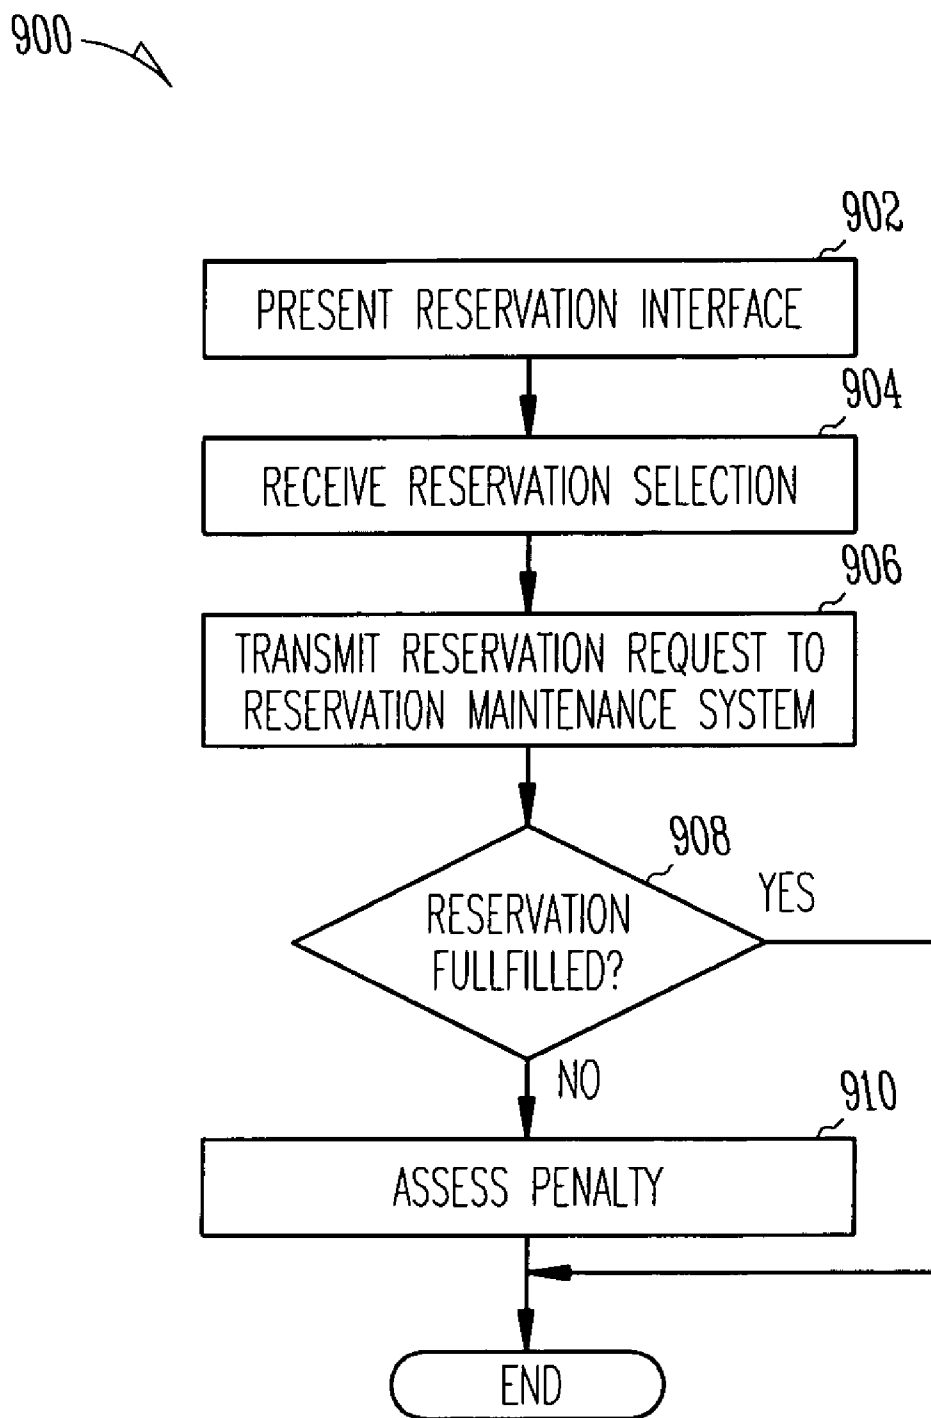 900
902
PRESENT RESERVATION INTERFACE
904
RECEIVE RESERVATION SELECTION
906
TRANSMIT RESERVATION REQUEST TO
RESERVATION MAINTENANCE SYSTEM
908
YES
RESERVATION
FULLFILLED?
NO
910
ASSESS PENALTY
END